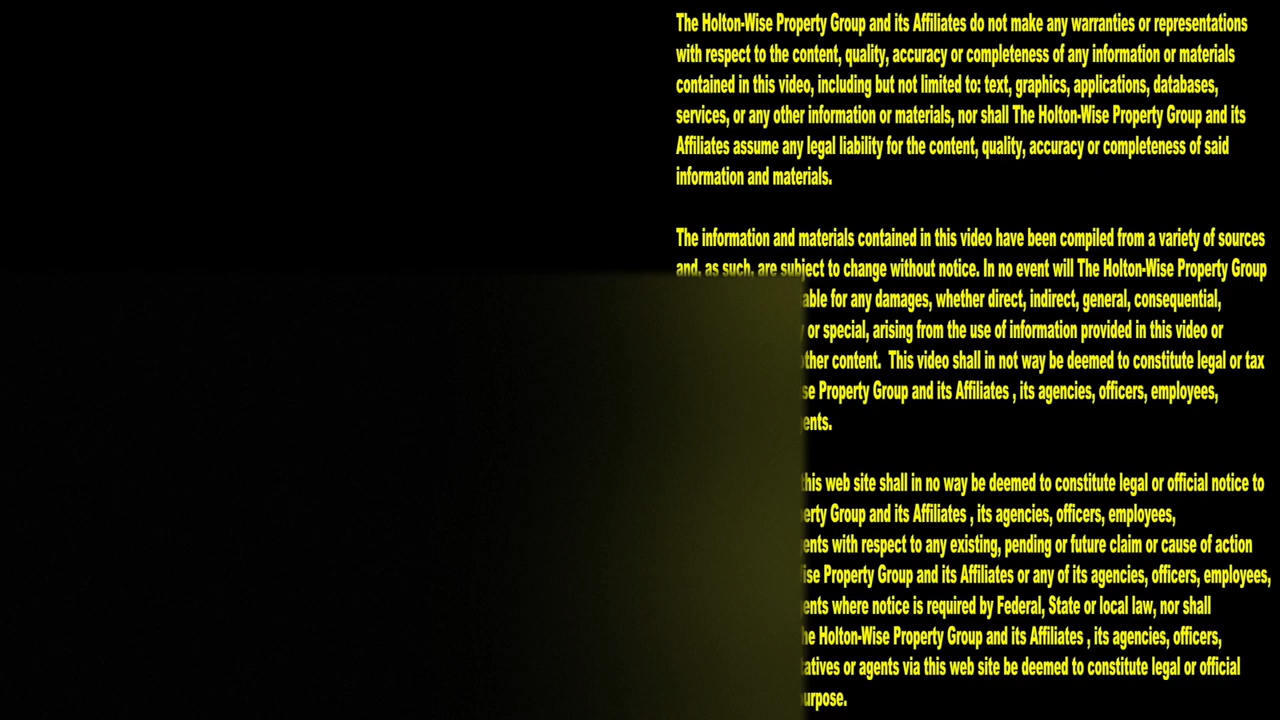 The Holton-Wise Property Group and its Affiliates do not make any warranties or representations
with respect to the content, quality, accuracy or completeness of any information or materials
contained in this video, including but not limited to: text, graphics, applications, databases,
services, or any other information or materials, nor shall The Holton-Wise Property Group and its
Affiliates assume any legal liability for the content, quality, accuracy or completeness of said
information and materials.
The information and materials contained in this video have been compiled from a variety of sources
and, as such, are subject to change without notice. In no event will The Holton-Wise Property Group
for any damages, whether direct, indirect, general, consequential,
or special, arising from the use of information provided in this video or
content. This video shall in not way be deemed to constitute legal or tax
Property Group and its Affiliates , its agencies, officers, employees,
web site shall in no way be deemed to constitute legal or official notice to
Group and its Affiliates , its agencies, officers, employees,
with respect to any existing, pending or future claim or cause of action
Property Group and its Affiliates or any of its agencies, officers, employees,
where notice is required by Federal, State or local law, nor shall
Holton-Wise Property Group and its Affiliates , its agencies, officers,
or agents via this web site be deemed to constitute legal or official